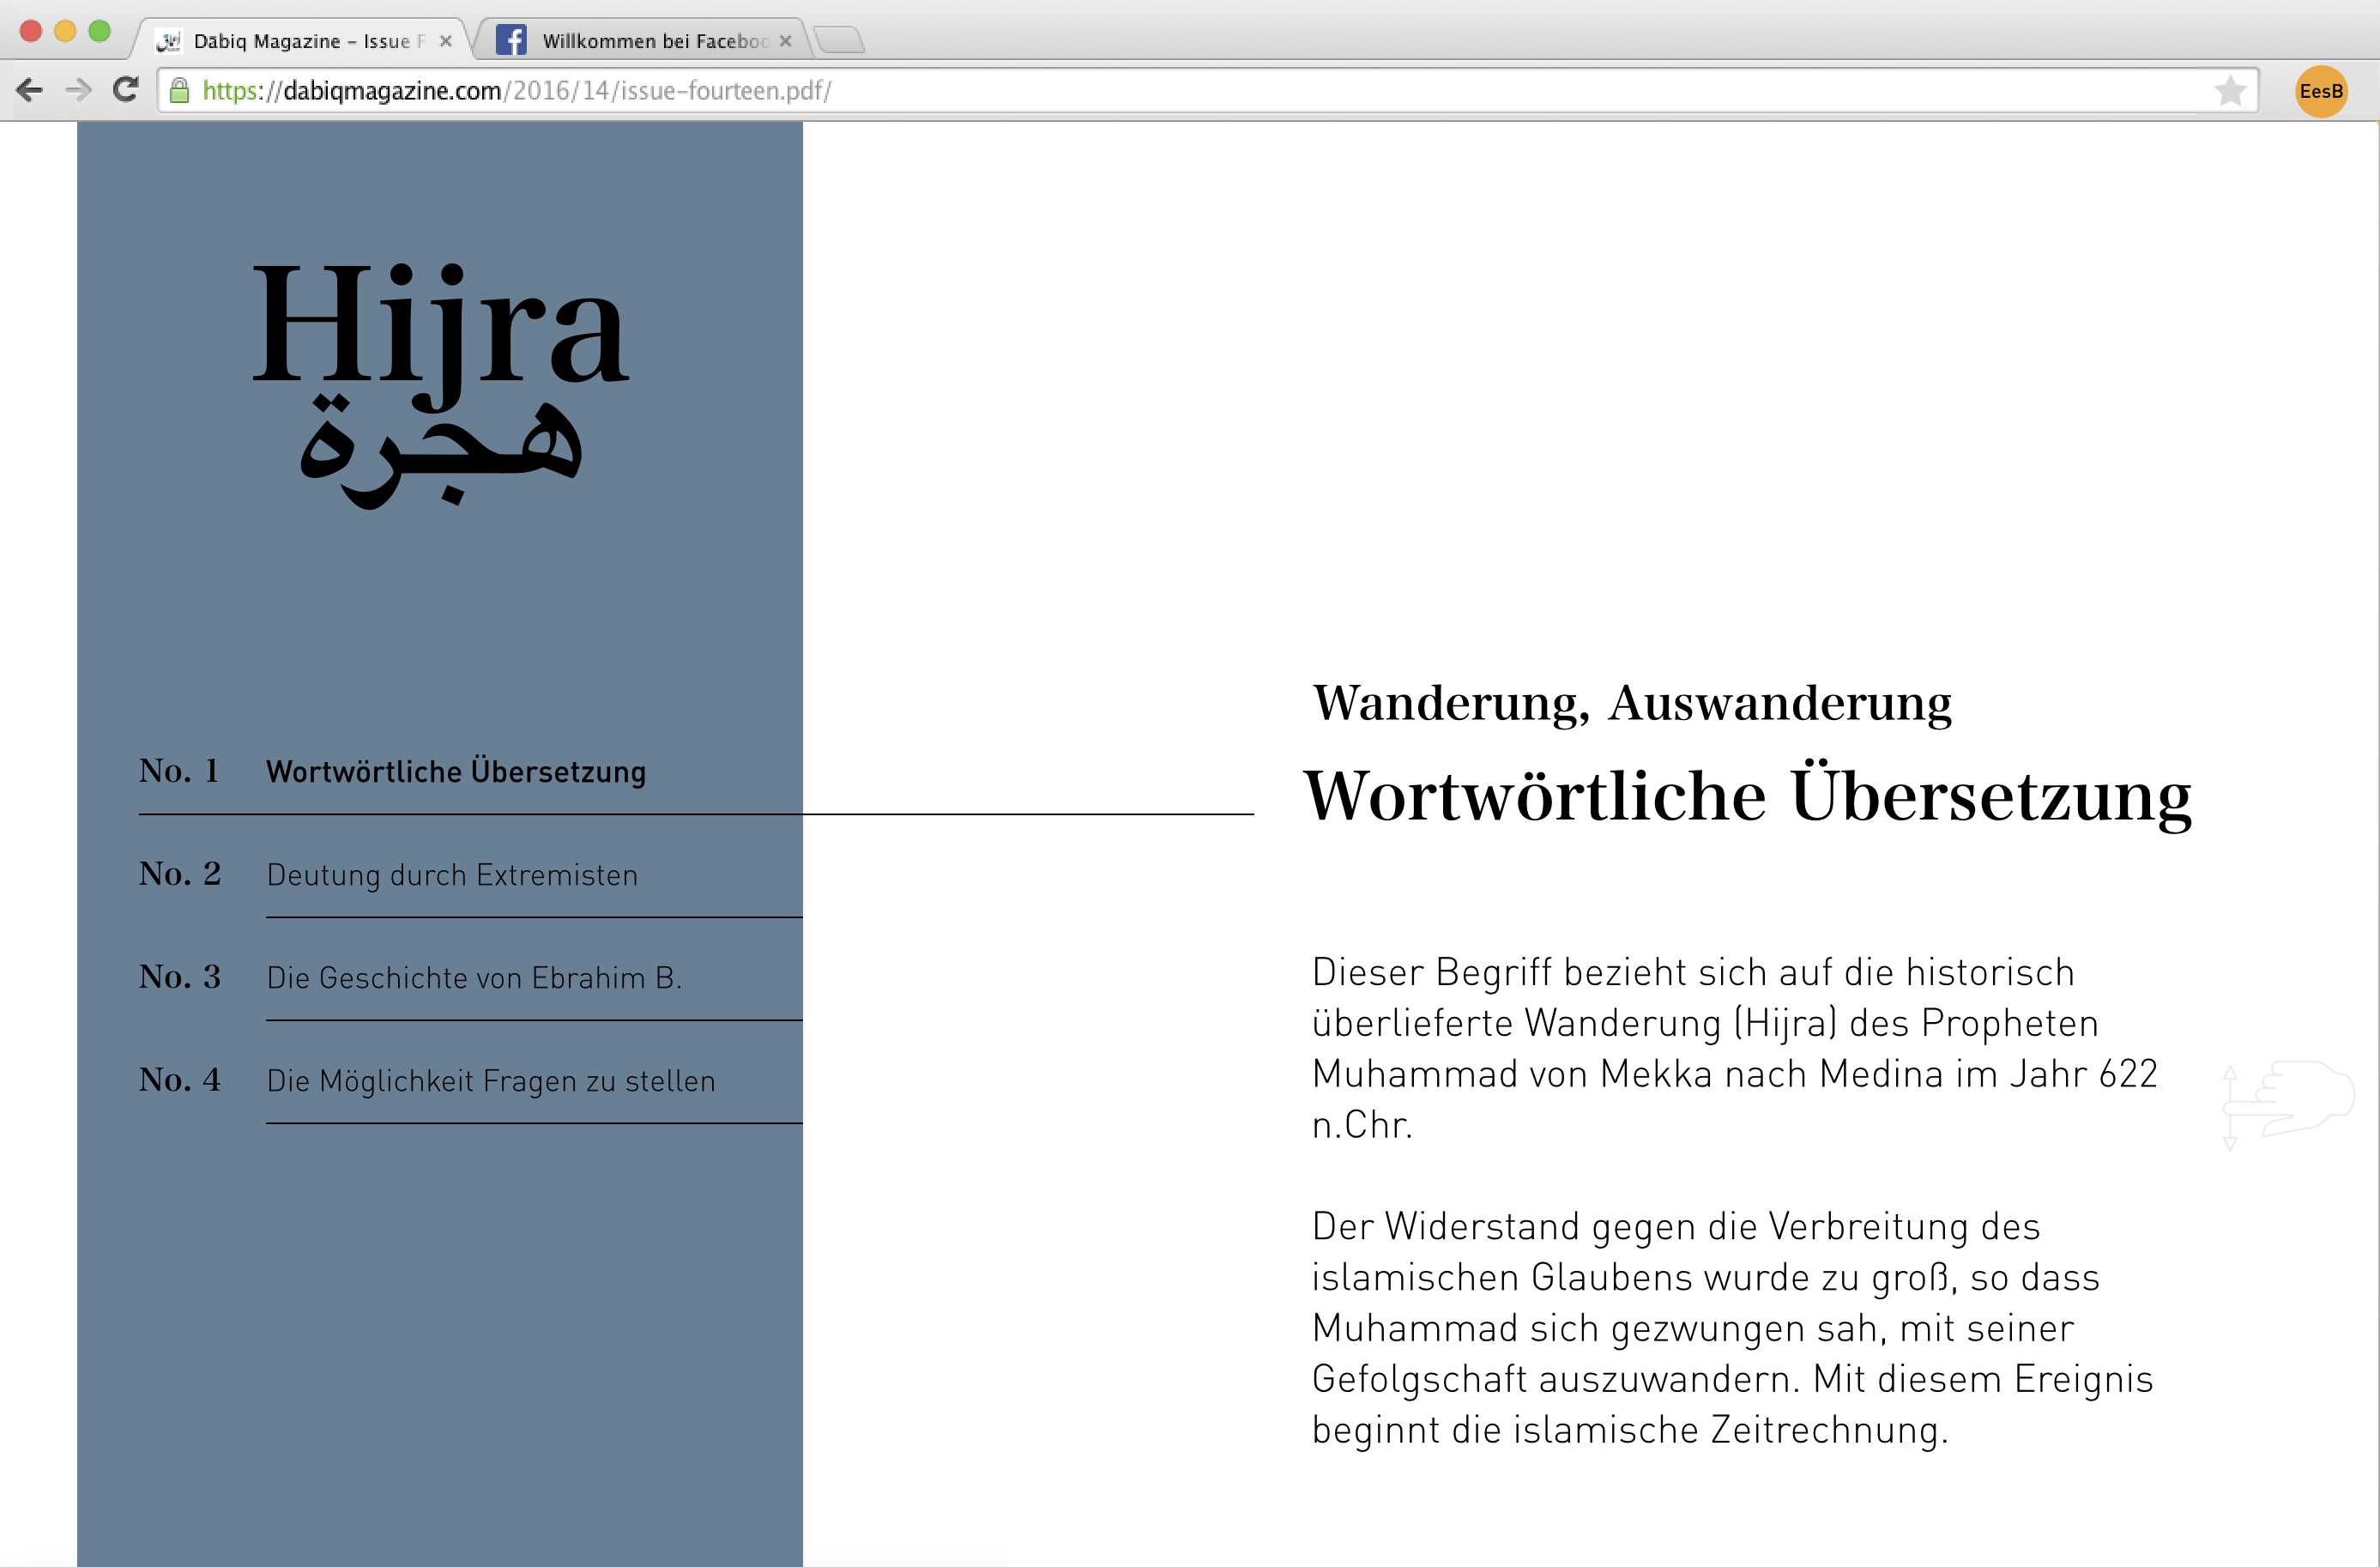 Dabiq Magazine – Issue F
Willkommen bei Faceboo
https://dabiqmagazine.com/2016/14/issue-fourteen.pdf/
EesB
Hijra
هجرة
No. 1 Wortwörtliche Übersetzung
No. 2 Deutung durch Extremisten
No. 3 Die Geschichte von Ebrahim B.
No. 4 Die Möglichkeit Fragen zu stellen
Wanderung, Auswanderung
Wortwörtliche Übersetzung
Dieser Begriff bezieht sich auf die historisch
überlieferte Wanderung (Hijra) des Propheten
Muhammad von Mekka nach Medina im Jahr 622
n.Chr.
Der Widerstand gegen die Verbreitung des
islamischen Glaubens wurde zu groß, so dass
Muhammad sich gezwungen sah, mit seiner
Gefolgschaft auszuwandern. Mit diesem Ereignis
beginnt die islamische Zeitrechnung.